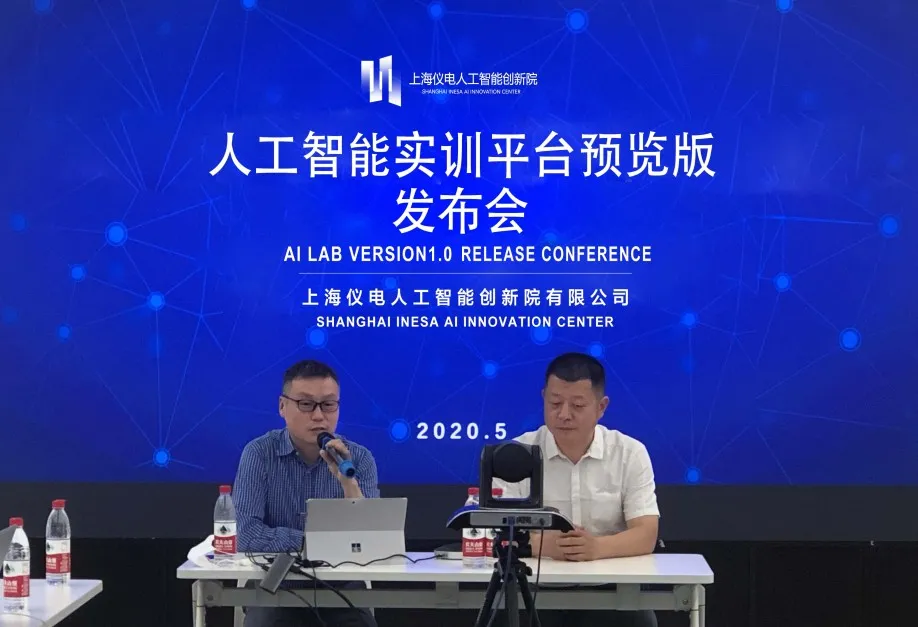 上海仪电人工智能创新院
SHANGHAI INESA AI INNOVATION CENTER
人工智能实训平台预览版
发布会
AI LAB VERSION1.0 RELEASE CONFERENCE
上海仪电人工智能创新院有限公司
SHANGHAI INESA AI INNOVATION CENTER
2020.5